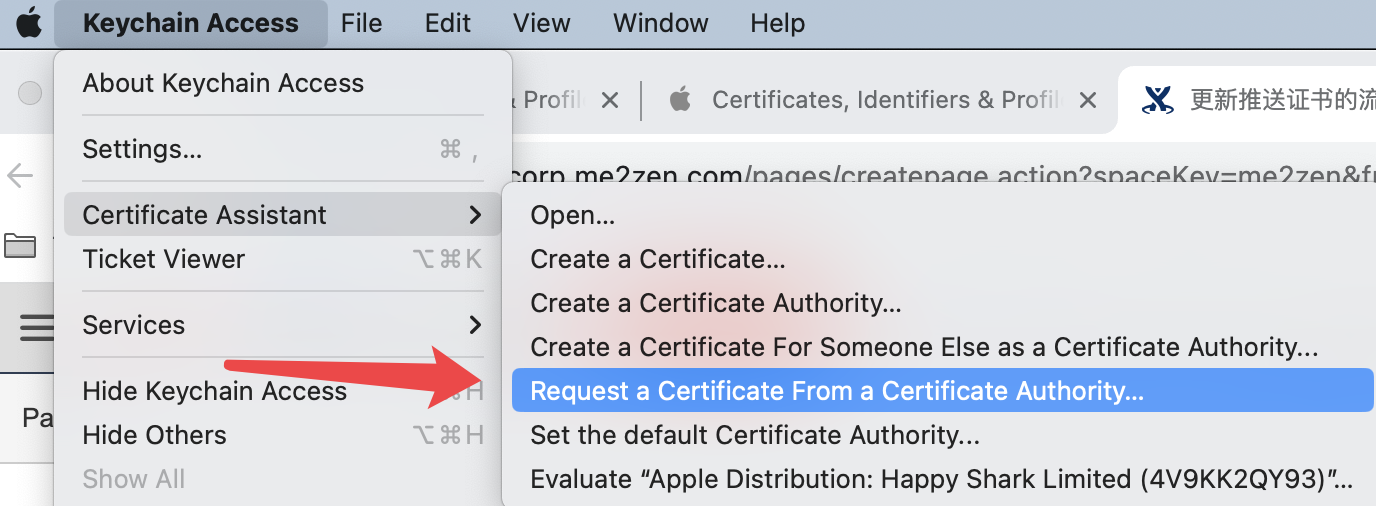 Keychain Access File Edit View Window Help
About Keychain Access
& Profil Certificates, Identifiers & Profil 更新推送证书的流
Settings... ⌘ ,
corp.me2zen.com/pages/createpage.action?spaceKey=me2zen&fr
Certificate Assistant
Open...
Ticket Viewer ⌥⌘K
Create a Certificate...
Create a Certificate Authority...
Services
Create a Certificate For Someone Else as a Certificate Authority...
Hide Keychain Access ⌘H
Request a Certificate From a Certificate Authority...
Pa
Hide Others ⌥⌘H
Set the default Certificate Authority...
Show All
Evaluate “Apple Distribution: Happy Shark Limited (4V9KK2QY93)”...